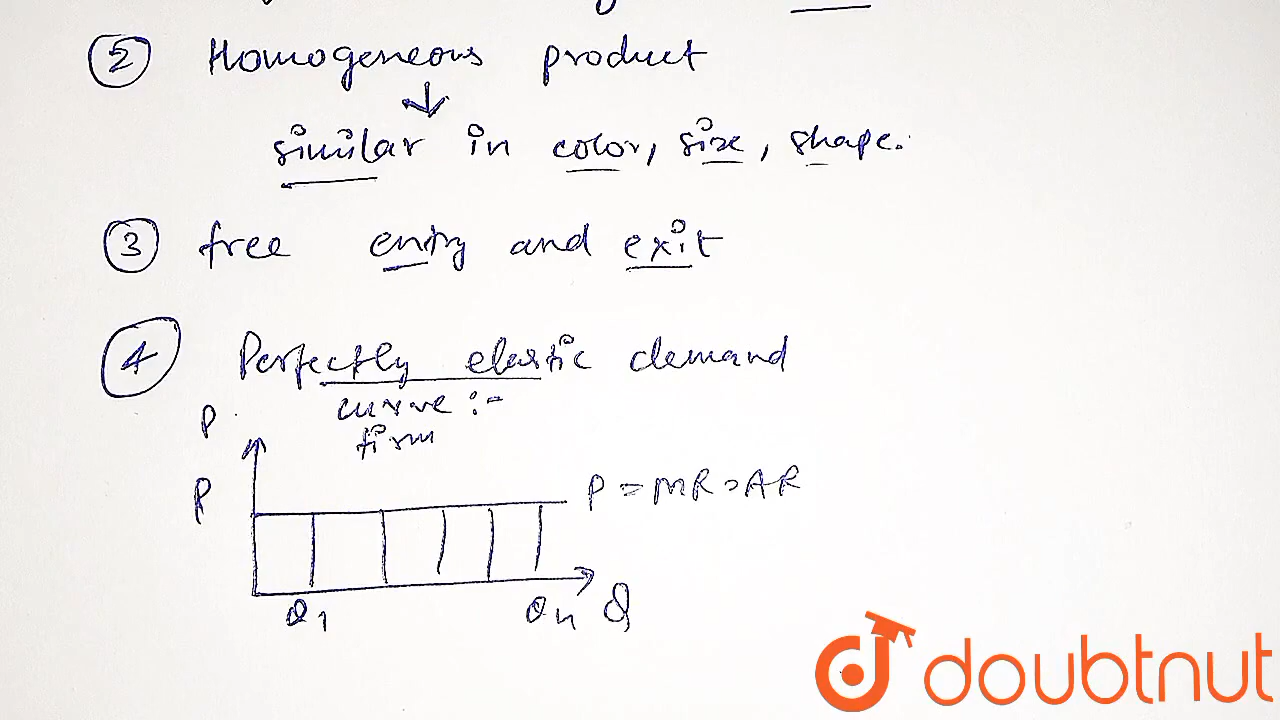 ② Homogeneous product
similar in color, size, shape.
③ free entry and exit
④ Perfectly elastic demand
curve :-
firm
P
P
P = MR = AR
Q1
Qn Q
doubtnut